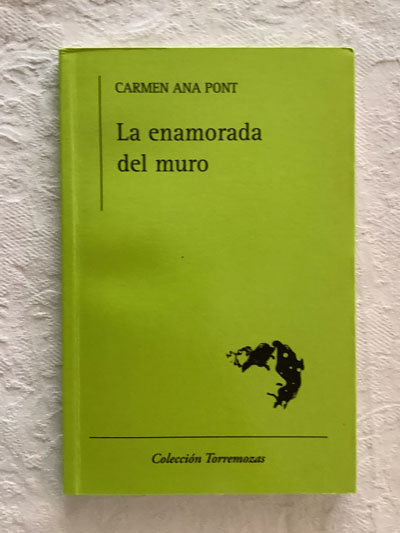 CARMEN ANA PONT
La enamorada
del muro
Colección Torremozas